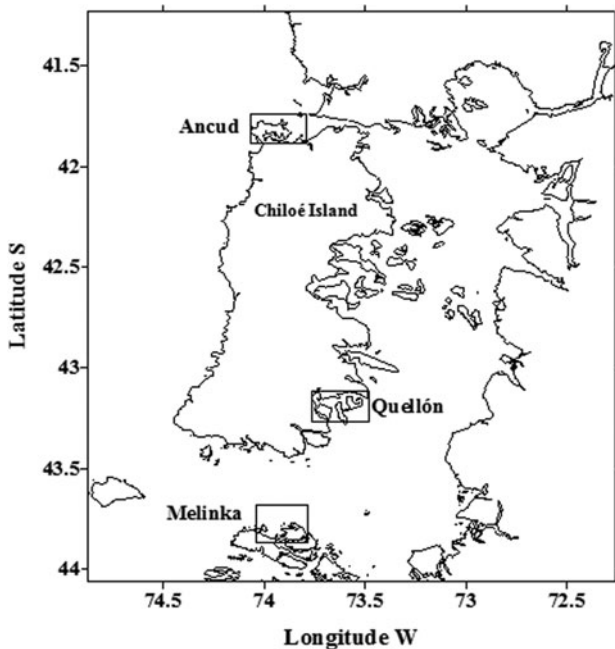 41.5
Ancud
42
Chiloé Island
42.5
Latitude S
43
Quellón
43.5
Melinka
44
74.5 74 73.5 73 72.5
Longitude W